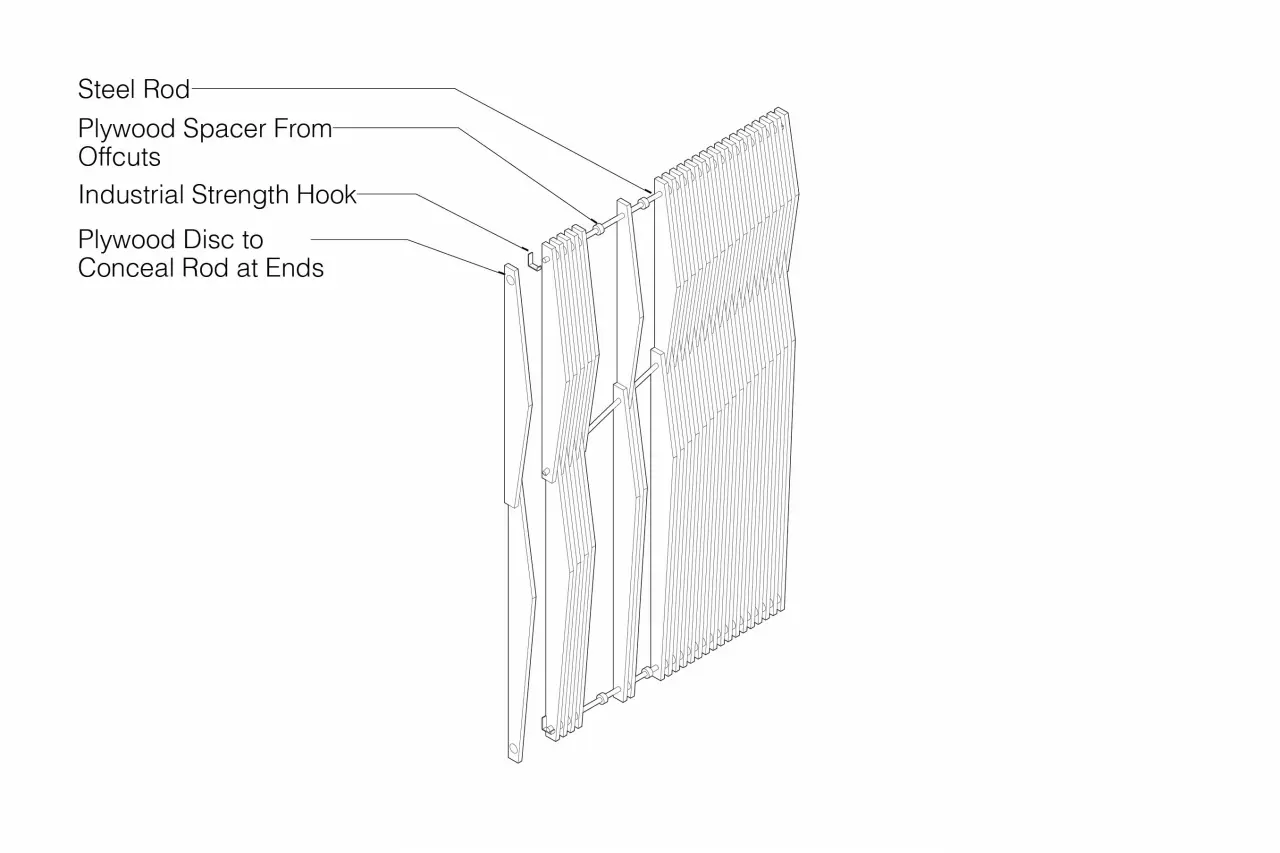 Steel Rod
Plywood Spacer From
Offcuts
Industrial Strength Hook
Plywood Disc to
Conceal Rod at Ends